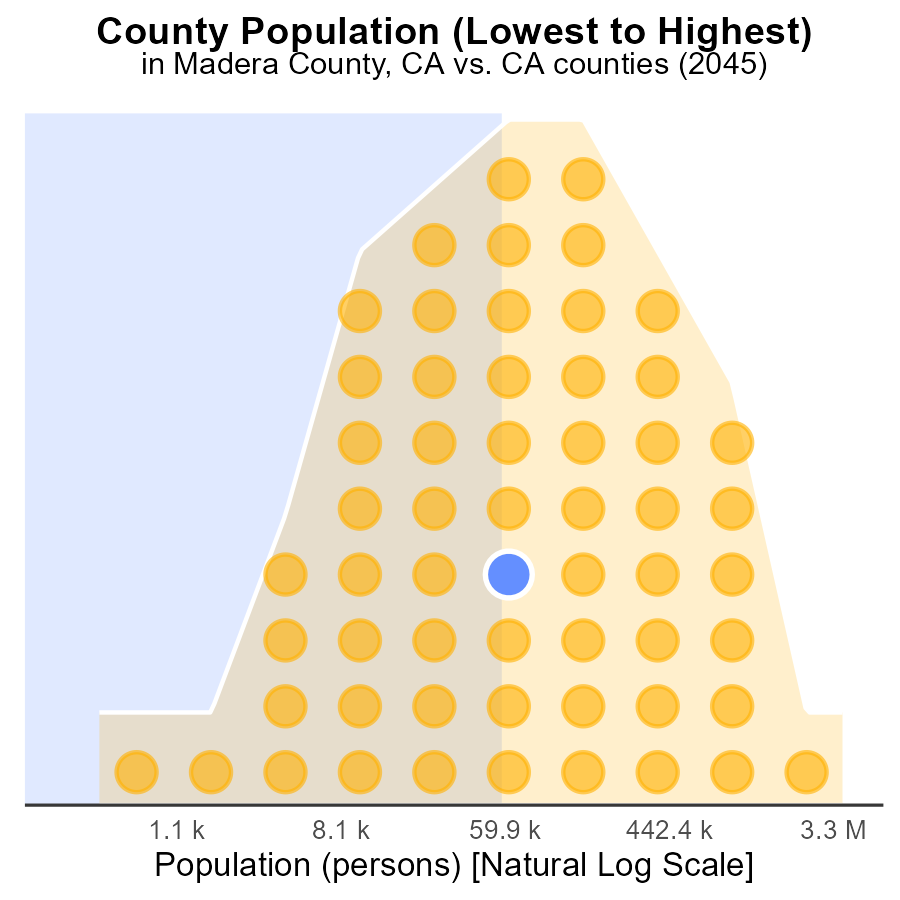 County Population (Lowest to Highest)
in Madera County, CA vs. CA counties (2045)
1.1 k 8.1 k 59.9 k 442.4 k 3.3 M
Population (persons) [Natural Log Scale]